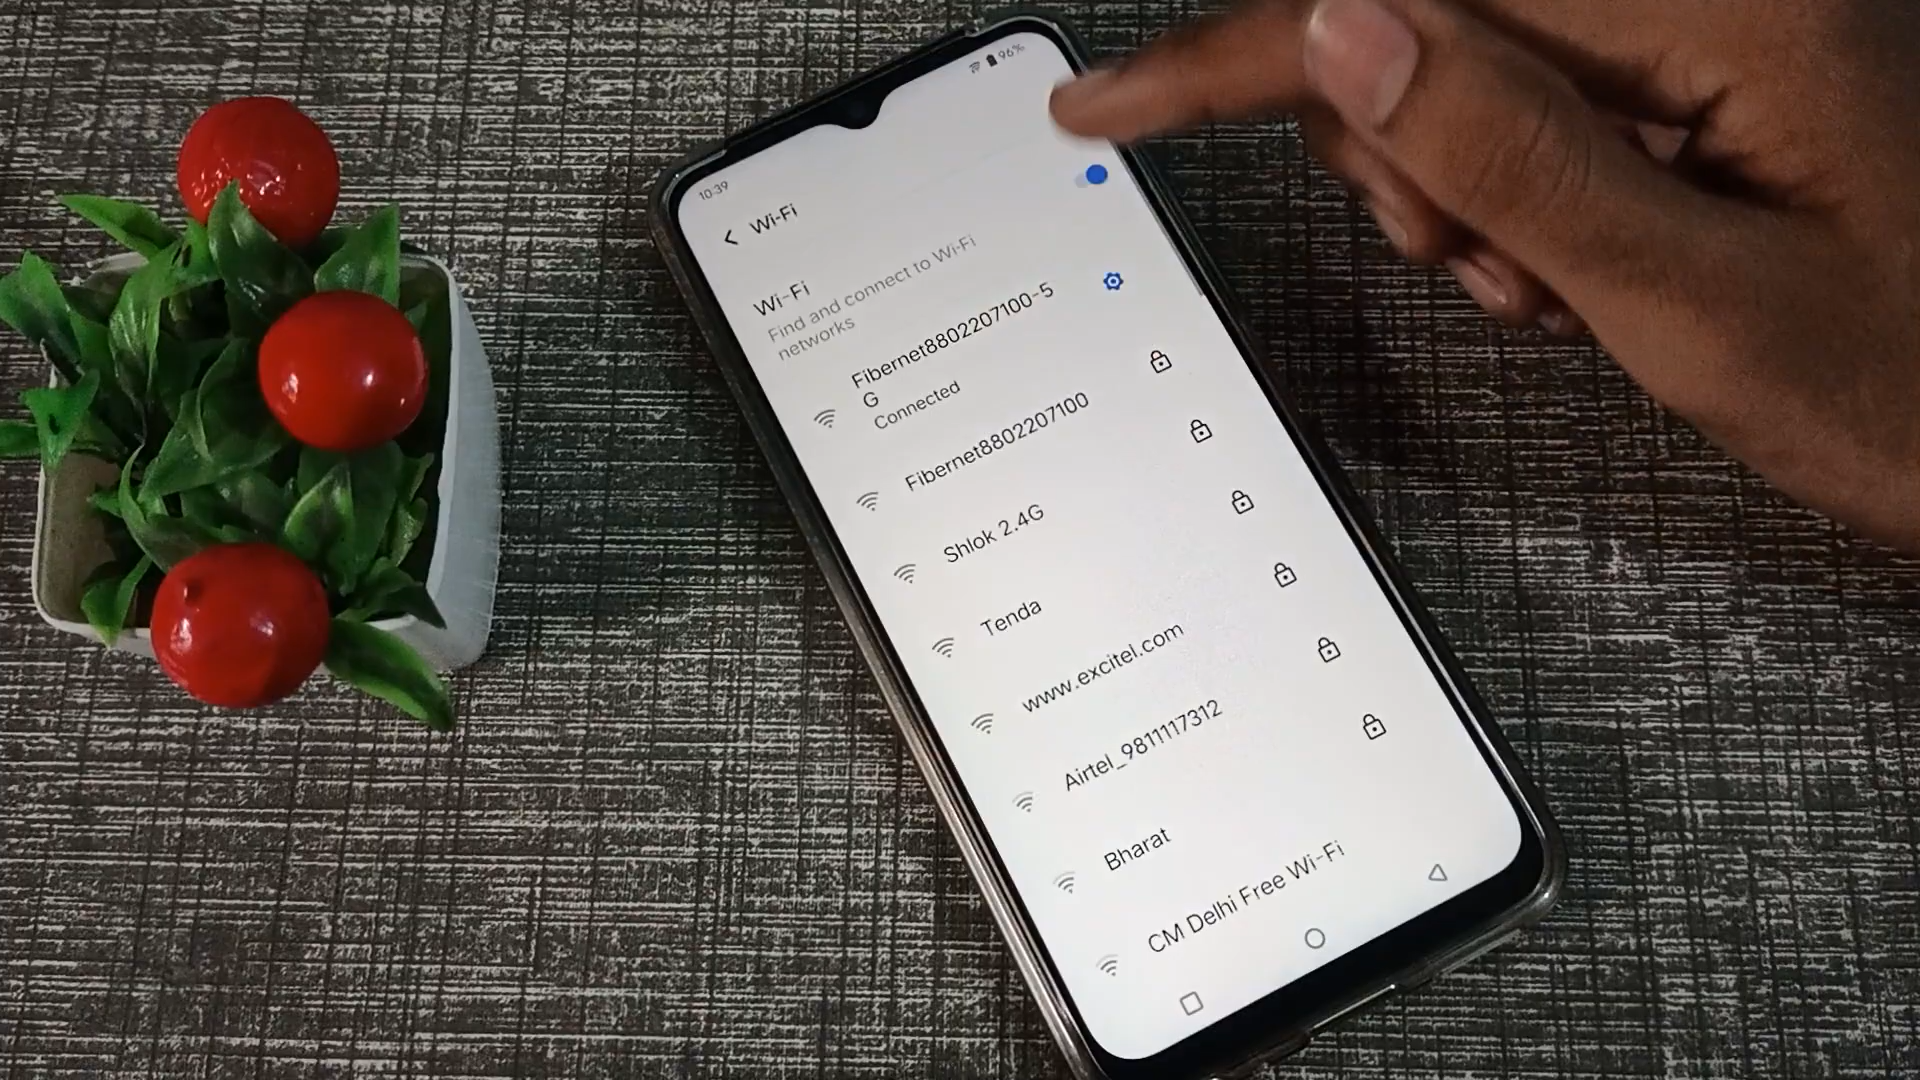 10:39
96%
Wi-Fi
Wi-Fi
Find and connect to Wi-Fi
networks
Fibernet8802207100-5
G
Connected
Fibernet8802207100
Shlok 2.4G
Tenda
www.excitel.com
Airtel_9811117312
Bharat
CM Delhi Free Wi-Fi